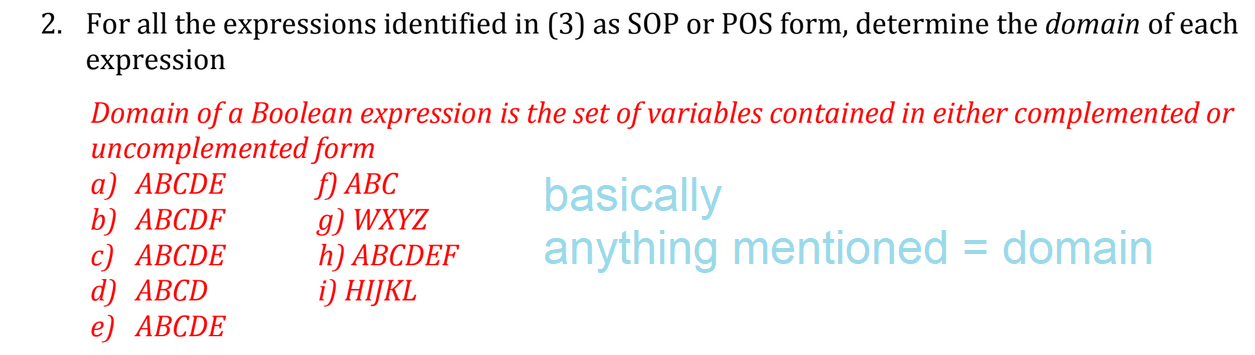 2. For all the expressions identified in (3) as SOP or POS form, determine the domain of each
expression
Domain of a Boolean expression is the set of variables contained in either complemented or
uncomplemented form
a) ABCDE
b) ABCDF
c) ABCDE
d) ABCD
e) ABCDE
f) ABC
g) WXYZ
h) ABCDEF
i) HIJKL
basically
anything mentioned = domain